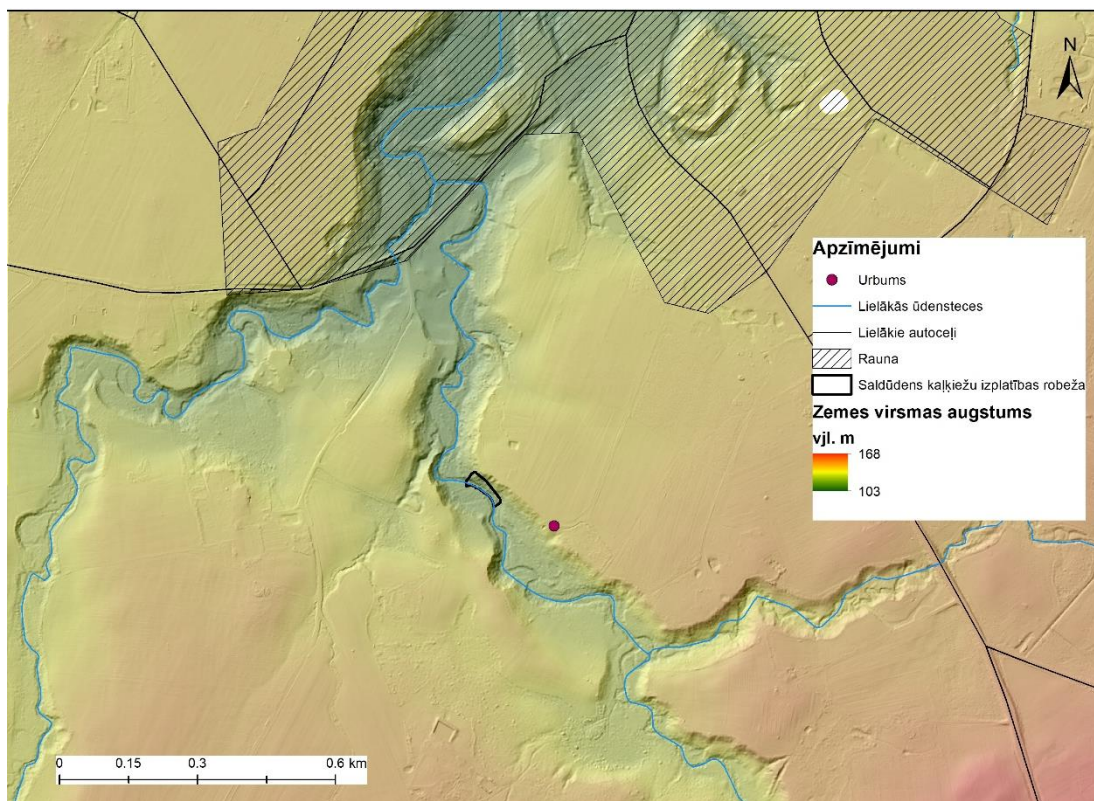 N
Apzīmējumi
Urbums
Lielākās ūdensteces
Lielākie autoceļi
Rauna
Saldūdens kaļķiežu izplatības robeža
Zemes virsmas augstums
vjl. m
168
103
0 0.15 0.3 0.6 km